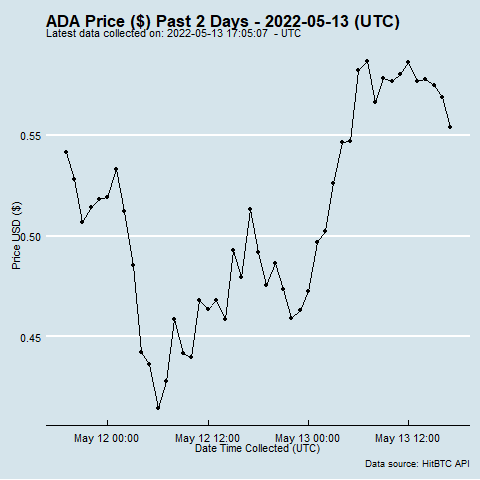 ADA Price ($) Past 2 Days - 2022-05-13 (UTC)
Latest data collected on: 2022-05-13 17:05:07 - UTC
Price USD ($)
0.55
0.50
0.45
May 12 00:00
May 12 12:00
May 13 00:00
May 13 12:00
Date Time Collected (UTC)
Data source: HitBTC API